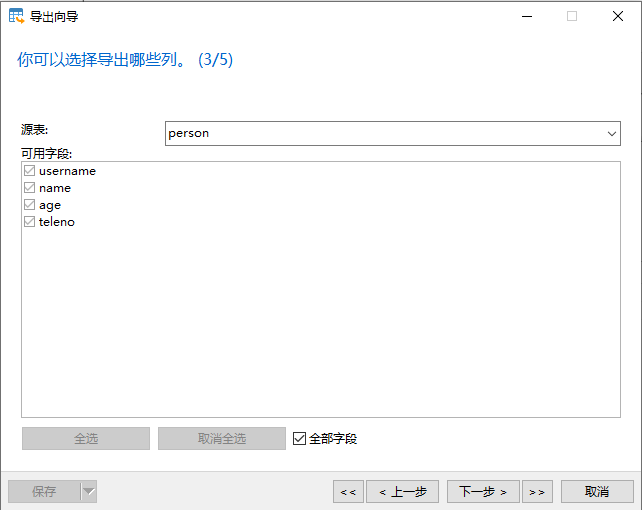 导出向导
你可以选择导出哪些列。 (3/5)
源表:
person
可用字段:
username
name
age
teleno
全选 取消全选 全部字段
保存 << < 上一步 下一步 > >> 取消